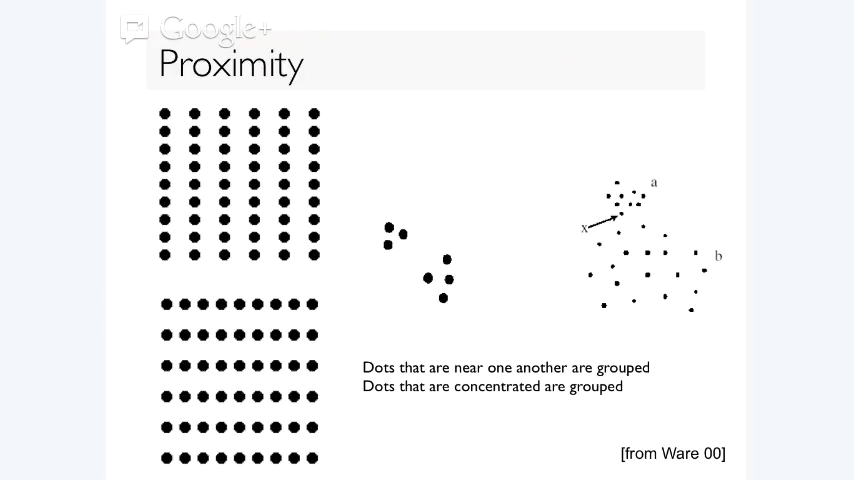 Google+
Proximity
a
x
b
Dots that are near one another are grouped
Dots that are concentrated are grouped
[from Ware 00]